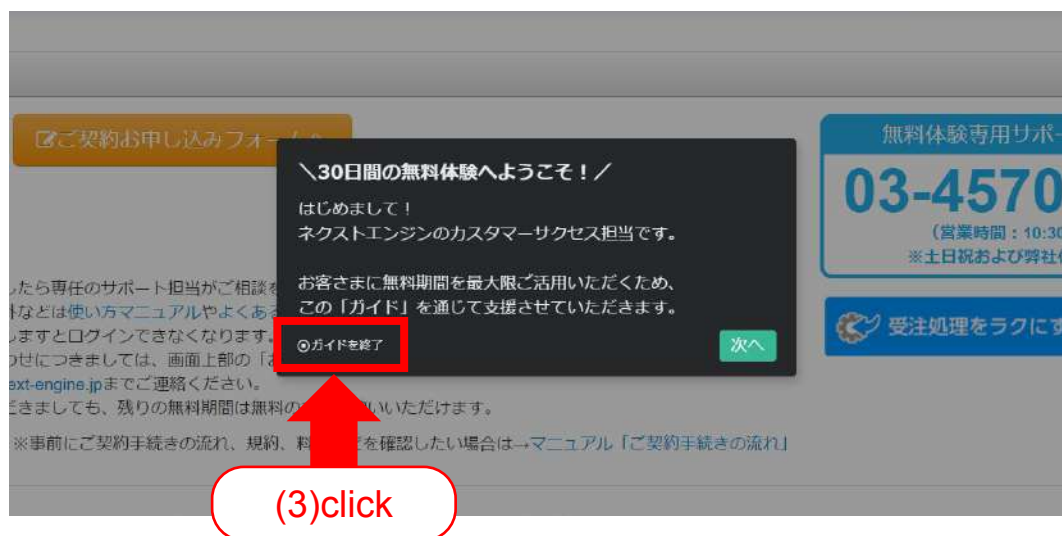 ご契約お申し込みフォー
無料体験専用サポ
\30日間の無料体験へようこそ！/
03-4570
はじめまして！
ネクストエンジンのカスタマーサクセス担当です。
（営業時間：10:30
※土日祝および弊社
したら専任のサポート担当がご相談を
お客さまに無料期間を最大限ご活用いただくため、
などは使い方マニュアルやよくある
この「ガイド」を通じて支援させていただきます。
しますとログインできなくなります。
受注処理をラクにす
ガイドを終了
次へ
わせにつきましては、画面上部の「お
ext-engine.jpまでご連絡ください。
だきましても、残りの無料期間は無料の
いいただけます。
※事前にご契約手続きの流れ、規約、料
を確認したい場合は→マニュアル「ご契約手続きの流れ」
(3)click